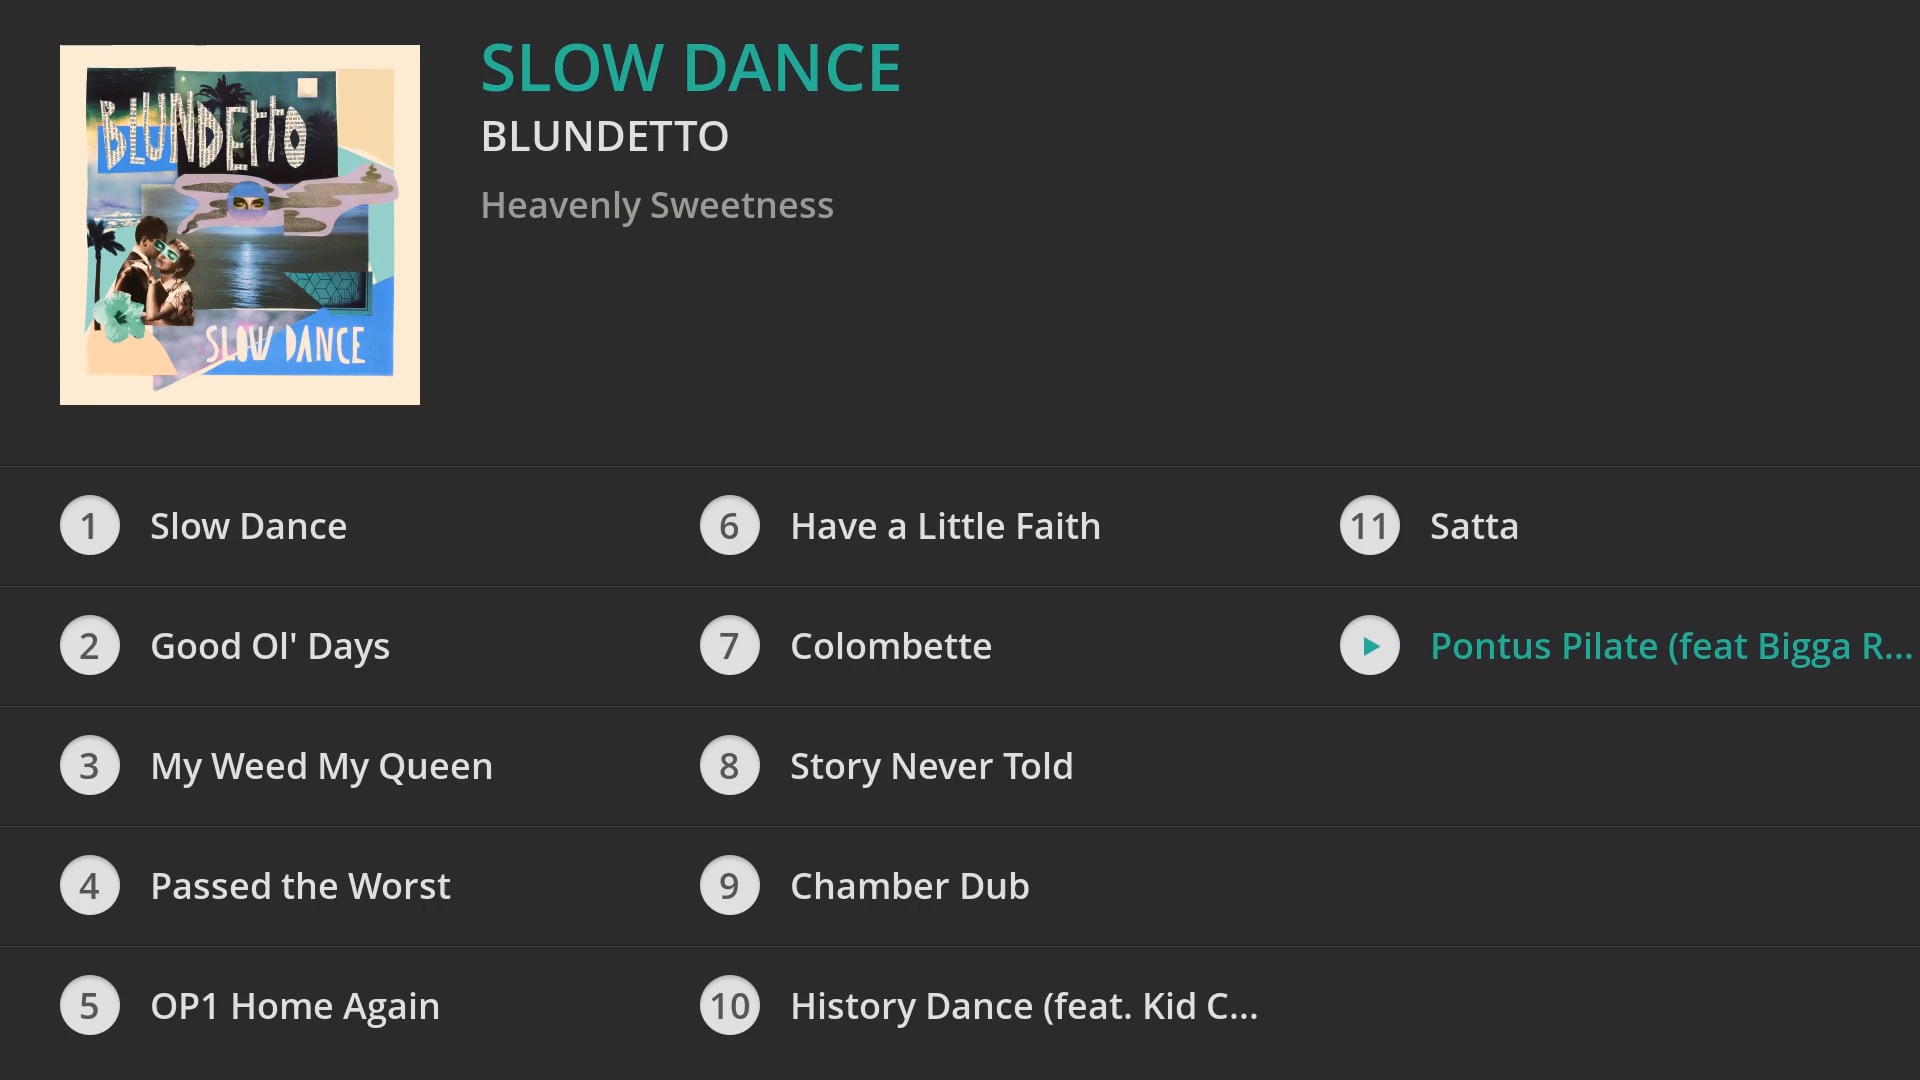 BLUNDETTO
SLOW DANCE
SLOW DANCE
BLUNDETTO
Heavenly Sweetness
1 Slow Dance
2 Good Ol' Days
3 My Weed My Queen
4 Passed the Worst
5 OP1 Home Again
6 Have a Little Faith
7 Colombette
8 Story Never Told
9 Chamber Dub
10 History Dance (feat. Kid C...
11 Satta
Pontus Pilate (feat Bigga R...